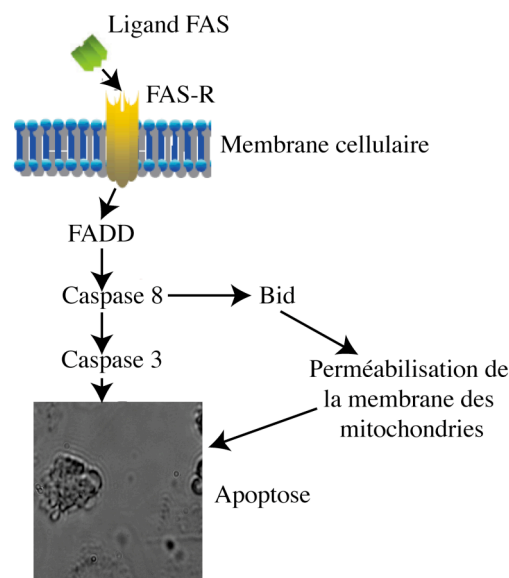 Ligand FAS
FAS-R
Membrane cellulaire
FADD
Caspase 8
Bid
Caspase 3
Perméabilisation de
la membrane des
mitochondries
Apoptose